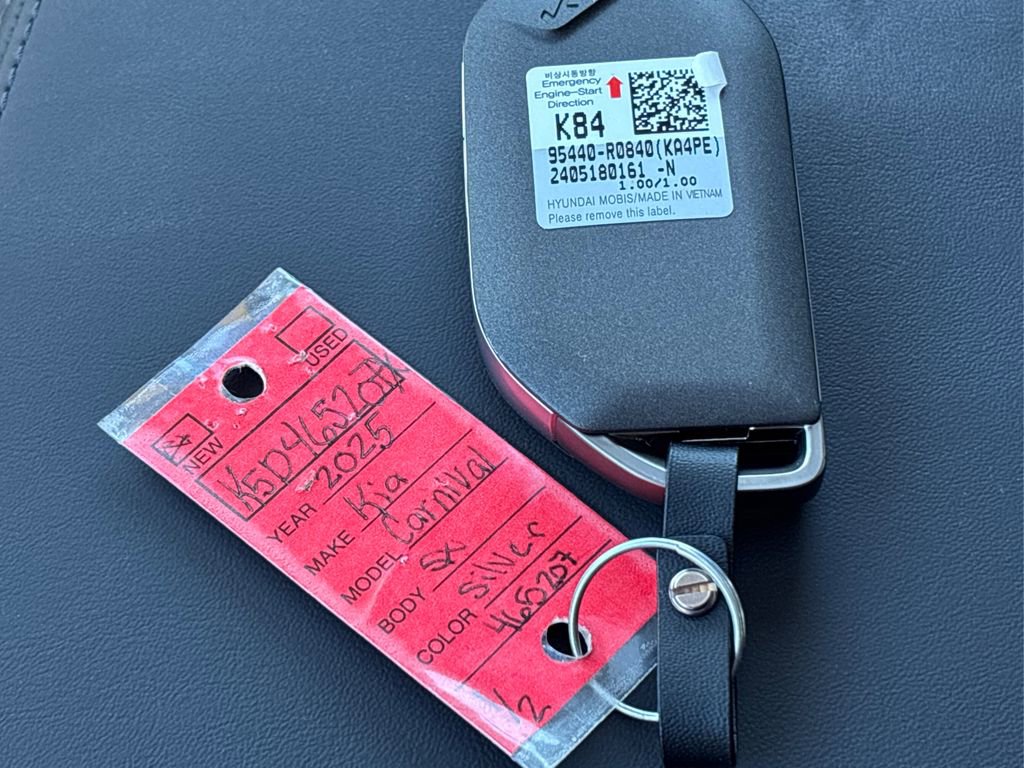 비상시동방향
Emergency
Engine-Start
Direction
K84
95440-R0840(KA4PE)
2405180161 -N
1.00/1.00
HYUNDAI MOBIS/MADE IN VIETNAM
Please remove this label.
NEW
USED
YEAR 2025
MAKE Kia
MODEL Carnival
BODY SX
COLOR Silver
465207